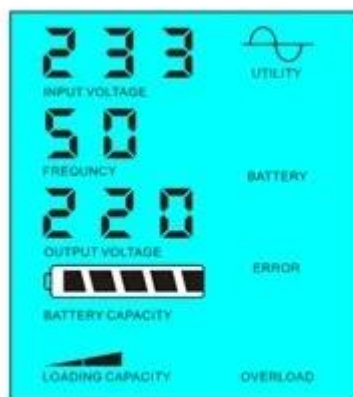 233
INPUT VOLTAGE
UTILITY
50
FREQUNCY
BATTERY
220
OUTPUT VOLTAGE
ERROR
BATTERY CAPACITY
LOADING CAPACITY
OVERLOAD